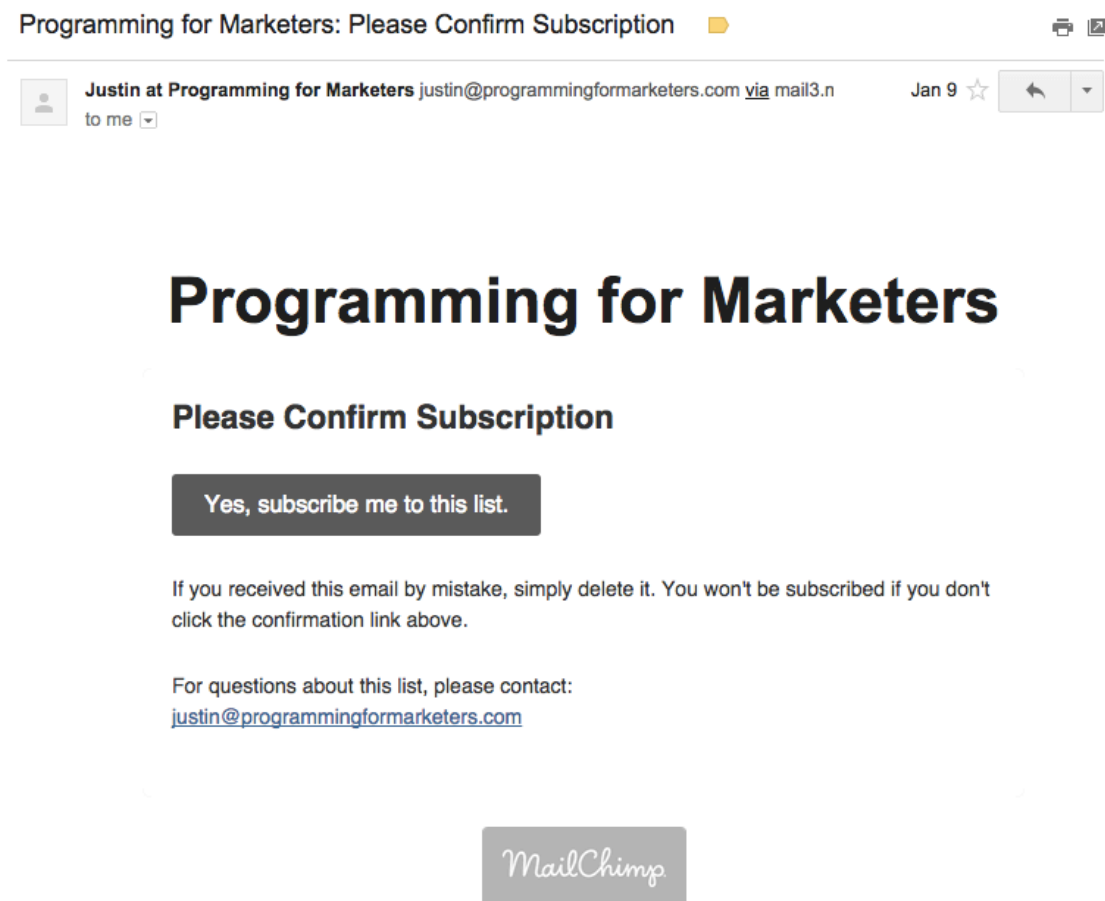 Programming for Marketers: Please Confirm Subscription
Justin at Programming for Marketers justin@programmingformarketers.com via mail3.n Jan 9
to me
Programming for Marketers
Please Confirm Subscription
Yes, subscribe me to this list.
If you received this email by mistake, simply delete it. You won't be subscribed if you don't
click the confirmation link above.
For questions about this list, please contact:
justin@programmingformarketers.com
MailChimp